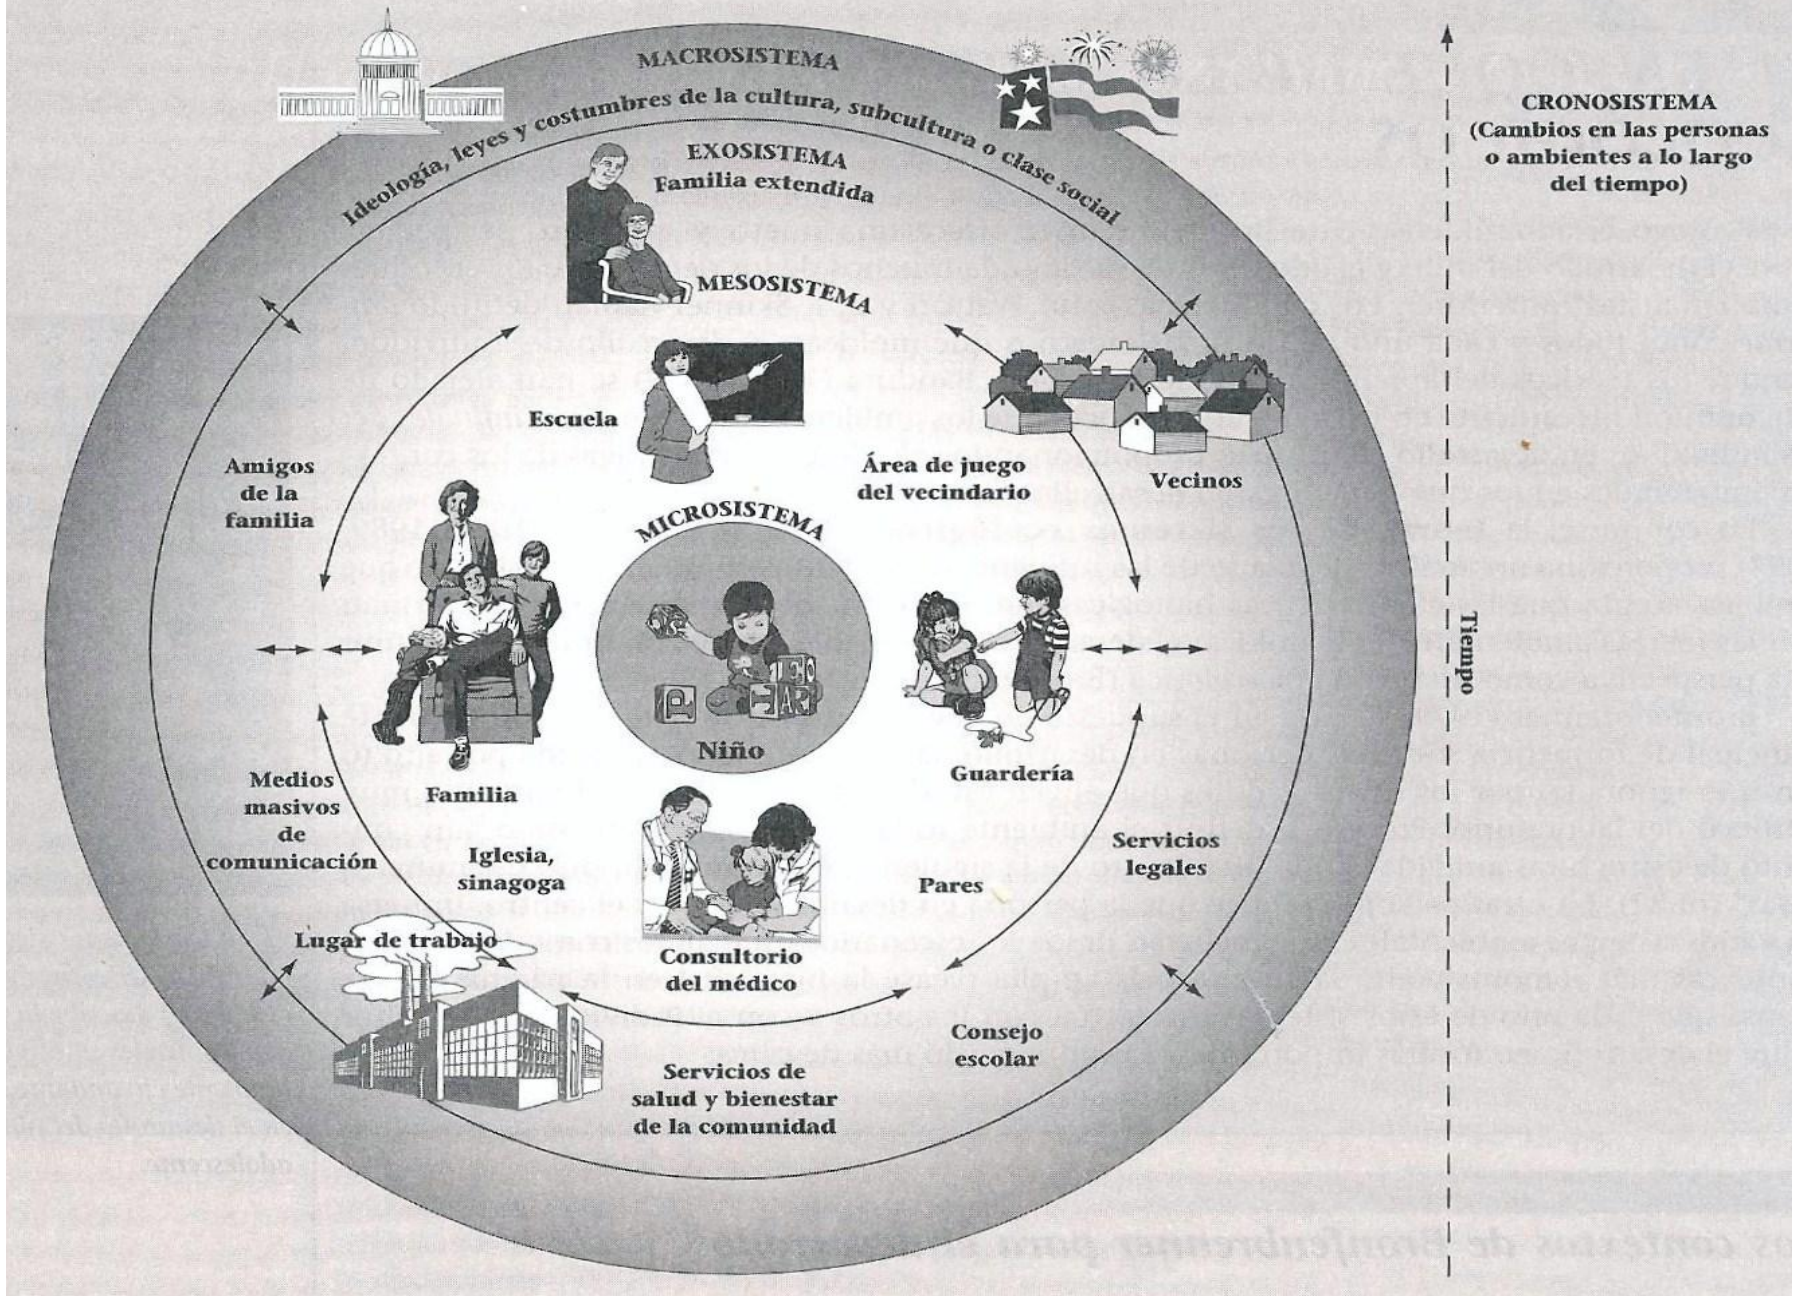 MACROSISTEMA
Ideología, leyes y costumbres de la cultura, subcultura o clase social
EXOSISTEMA
Familia extendida
MESOSISTEMA
Escuela
Amigos
de la
familia
Área de juego
del vecindario
Vecinos
MICROSISTEMA
Niño
Familia
Guardería
Medios
masivos
de
comunicación
Iglesia,
sinagoga
Pares
Servicios
legales
Lugar de trabajo
Consultorio
del médico
Consejo
escolar
Servicios de
salud y bienestar
de la comunidad
CRONOSISTEMA
(Cambios en las personas
o ambientes a lo largo
del tiempo)
Tiempo